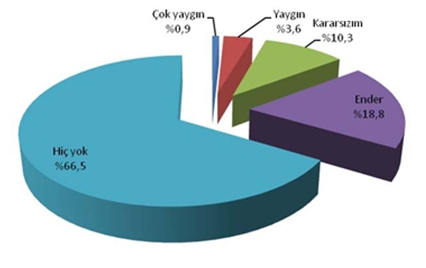 Çok yaygın
%0,9
Yaygın
%3,6
Kararsızım
%10,3
Ender
%18,8
Hiç yok
%66,5